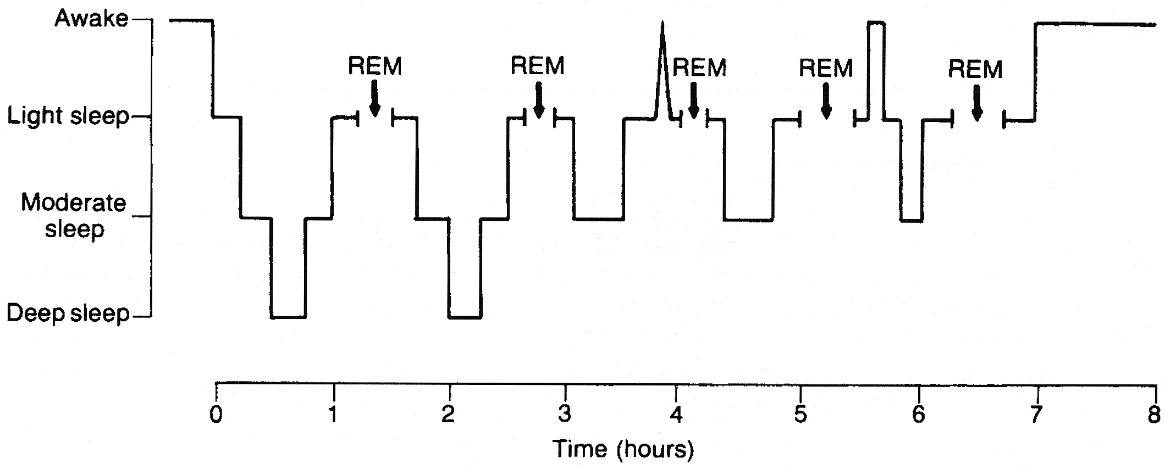 Awake
REM REM REM REM REM
Light sleep
Moderate
sleep
Deep sleep
0 1 2 3 4 5 6 7 8
Time (hours)